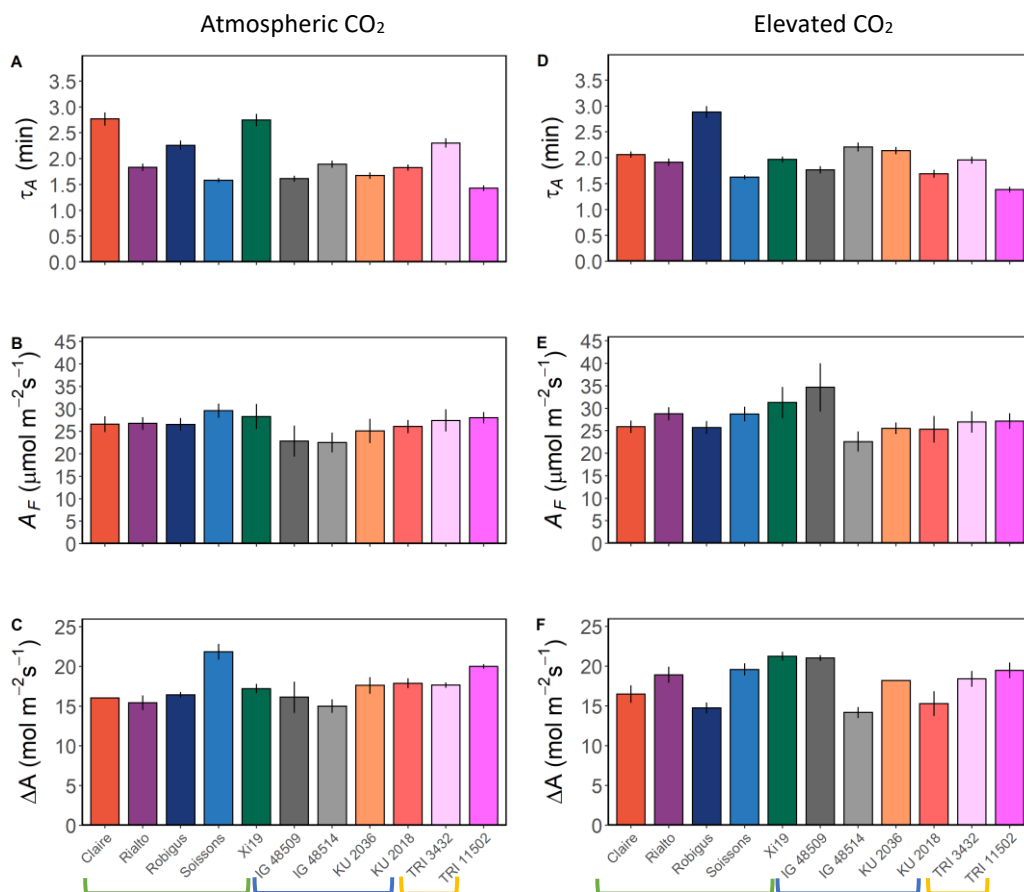 Atmospheric CO₂
Elevated CO₂
A
τA (min)
3.5
3.0
2.5
2.0
1.5
1.0
0.5
0.0
D
τA (min)
3.5
3.0
2.5
2.0
1.5
1.0
0.5
0.0
B
AF (μmol m−2s−1)
45
40
35
30
25
20
15
10
5
0
E
AF (μmol m−2s−1)
45
40
35
30
25
20
15
10
5
0
C
ΔA (mol m−2s−1)
25
20
15
10
5
0
Claire
Rialto
Robigus
Soissons
Xi19
IG 48509
IG 48514
KU 2036
KU 2018
TRI 3432
TRI 11502
F
ΔA (mol m−2s−1)
25
20
15
10
5
0
Claire
Rialto
Robigus
Soissons
Xi19
IG 48509
IG 48514
KU 2036
KU 2018
TRI 3432
TRI 11502